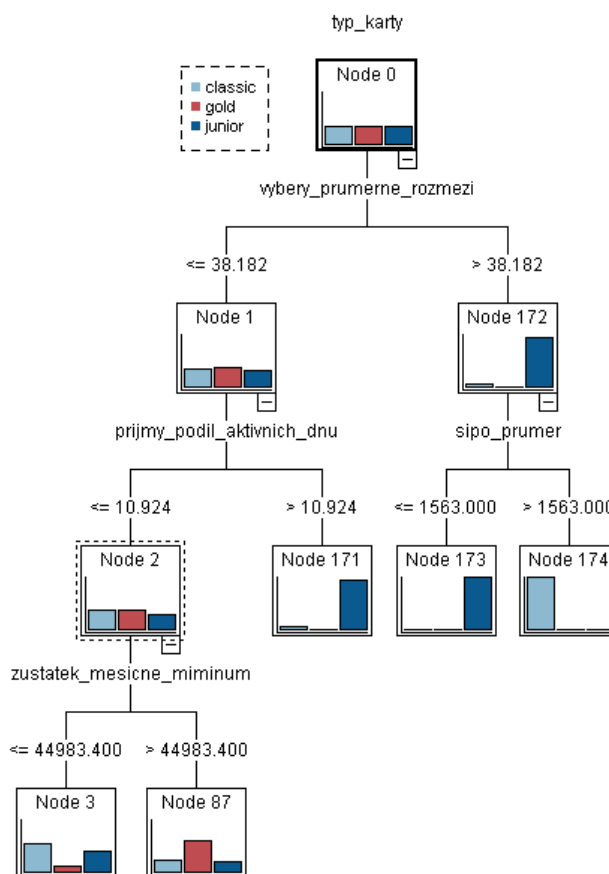 typ_karty
Node 0
classic
gold
junior
vybery_prumerne_rozmezi
<= 38.182
> 38.182
Node 1
Node 172
prijmy_podil_aktivnich_dnu
sipo_prumer
<= 10.924
> 10.924
<= 1563.000
> 1563.000
Node 2
Node 171
Node 173
Node 174
zustatek_mesicne_miminum
<= 44983.400
> 44983.400
Node 3
Node 87